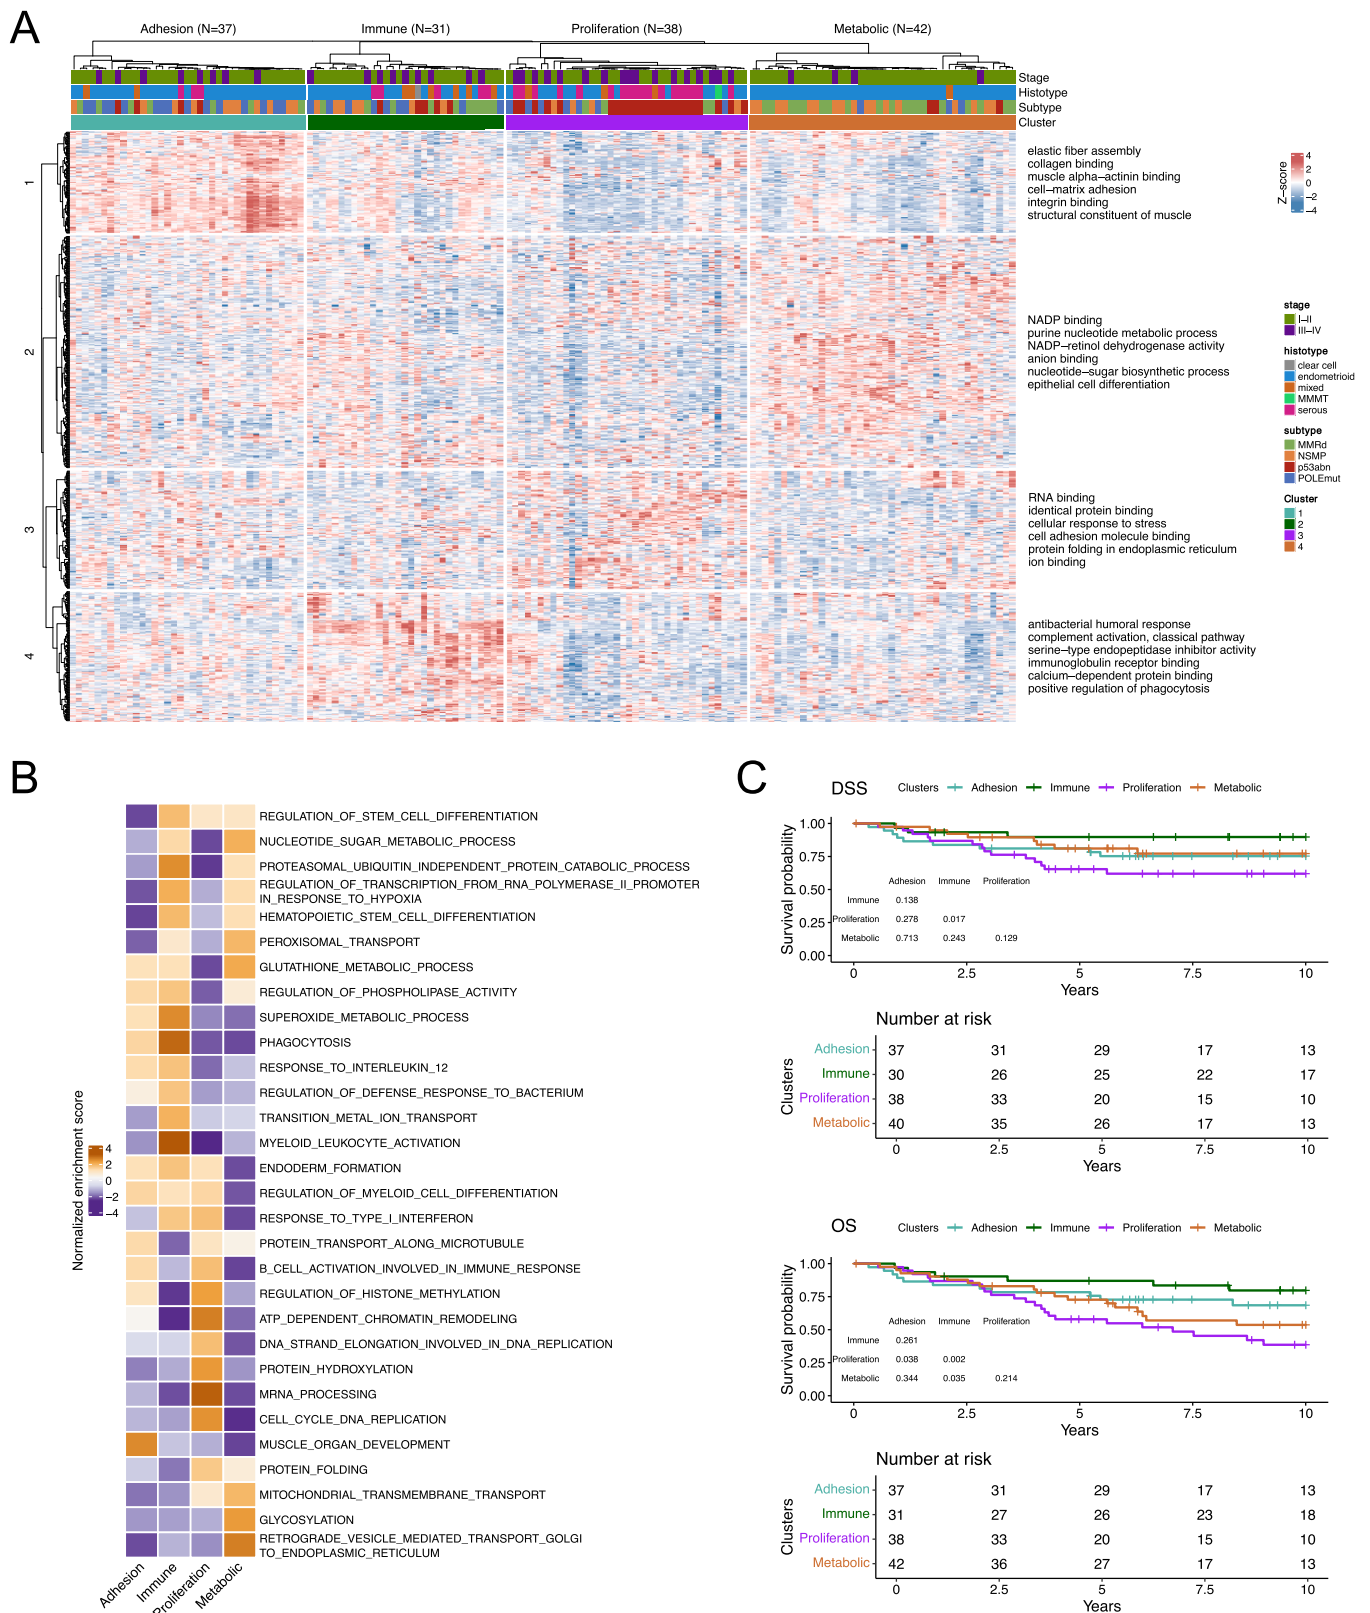 A
Adhesion (N=37)
Immune (N=31)
Proliferation (N=38)
Metabolic (N=42)
Stage
Histotype
Subtype
Cluster
1
2
3
4
elastic fiber assembly
collagen binding
muscle alpha−actinin binding
cell−matrix adhesion
integrin binding
structural constituent of muscle
NADP binding
purine nucleotide metabolic process
NADP−retinol dehydrogenase activity
anion binding
nucleotide−sugar biosynthetic process
epithelial cell differentiation
RNA binding
identical protein binding
cellular response to stress
cell adhesion molecule binding
protein folding in endoplasmic reticulum
ion binding
antibacterial humoral response
complement activation, classical pathway
serine−type endopeptidase inhibitor activity
immunoglobulin receptor binding
calcium−dependent protein binding
positive regulation of phagocytosis
Z−score
4
2
0
−2
−4
stage
I−II
III−IV
histotype
clear cell
endometrioid
mixed
MMMT
serous
subtype
MMRd
NSMP
p53abn
POLEmut
Cluster
1
2
3
4
B
Normalized enrichment score
4
2
0
−2
−4
REGULATION_OF_STEM_CELL_DIFFERENTIATION
NUCLEOTIDE_SUGAR_METABOLIC_PROCESS
PROTEASOMAL_UBIQUITIN_INDEPENDENT_PROTEIN_CATABOLIC_PROCESS
REGULATION_OF_TRANSCRIPTION_FROM_RNA_POLYMERASE_II_PROMOTER
IN_RESPONSE_TO_HYPOXIA
HEMATOPOIETIC_STEM_CELL_DIFFERENTIATION
PEROXISOMAL_TRANSPORT
GLUTATHIONE_METABOLIC_PROCESS
REGULATION_OF_PHOSPHOLIPASE_ACTIVITY
SUPEROXIDE_METABOLIC_PROCESS
PHAGOCYTOSIS
RESPONSE_TO_INTERLEUKIN_12
REGULATION_OF_DEFENSE_RESPONSE_TO_BACTERIUM
TRANSITION_METAL_ION_TRANSPORT
MYELOID_LEUKOCYTE_ACTIVATION
ENDODERM_FORMATION
REGULATION_OF_MYELOID_CELL_DIFFERENTIATION
RESPONSE_TO_TYPE_I_INTERFERON
PROTEIN_TRANSPORT_ALONG_MICROTUBULE
B_CELL_ACTIVATION_INVOLVED_IN_IMMUNE_RESPONSE
REGULATION_OF_HISTONE_METHYLATION
ATP_DEPENDENT_CHROMATIN_REMODELING
DNA_STRAND_ELONGATION_INVOLVED_IN_DNA_REPLICATION
PROTEIN_HYDROXYLATION
MRNA_PROCESSING
CELL_CYCLE_DNA_REPLICATION
MUSCLE_ORGAN_DEVELOPMENT
PROTEIN_FOLDING
MITOCHONDRIAL_TRANSMEMBRANE_TRANSPORT
GLYCOSYLATION
RETROGRADE_VESICLE_MEDIATED_TRANSPORT_GOLGI
TO_ENDOPLASMIC_RETICULUM
Adhesion
Immune
Proliferation
Metabolic
C
DSS
Clusters Adhesion Immune Proliferation Metabolic
Survival probability
1.00
0.75
0.50
0.25
0.00
Adhesion Immune Proliferation
Immune 0.138
Proliferation 0.278 0.017
Metabolic 0.713 0.243 0.129
0 2.5 5 7.5 10
Years
Number at risk
Clusters
Adhesion 37 31 29 17 13
Immune 30 26 25 22 17
Proliferation 38 33 20 15 10
Metabolic 40 35 26 17 13
0 2.5 5 7.5 10
Years
OS
Clusters Adhesion Immune Proliferation Metabolic
Survival probability
1.00
0.75
0.50
0.25
0.00
Adhesion Immune Proliferation
Immune 0.261
Proliferation 0.038 0.002
Metabolic 0.344 0.035 0.214
0 2.5 5 7.5 10
Years
Number at risk
Clusters
Adhesion 37 31 29 17 13
Immune 31 27 26 23 18
Proliferation 38 33 20 15 10
Metabolic 42 36 27 17 13
0 2.5 5 7.5 10
Years